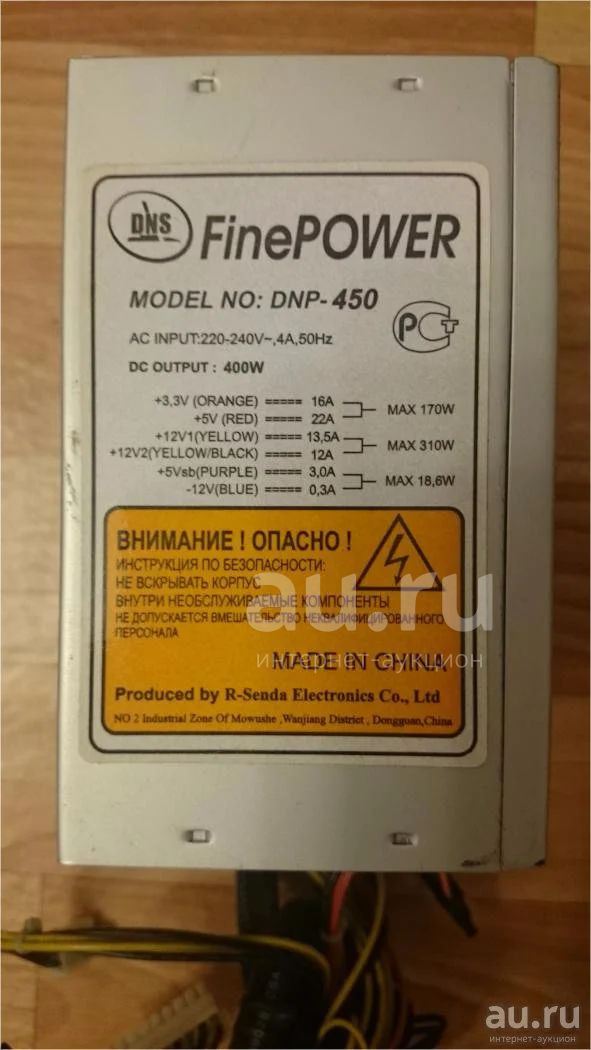 DNS
FinePOWER
MODEL NO: DNP-450
AC INPUT:220-240V~,4A,50Hz
DC OUTPUT : 400W
РСТ
+3,3V (ORANGE) ===== 16A
+5V (RED) ===== 22A
MAX 170W
+12V1(YELLOW) ===== 13,5A
+12V2(YELLOW/BLACK) ===== 12A
MAX 310W
+5Vsb(PURPLE) ===== 3,0A
-12V(BLUE) ===== 0,3A
MAX 18,6W
ВНИМАНИЕ ! ОПАСНО !
ИНСТРУКЦИЯ ПО БЕЗОПАСНОСТИ:
НЕ ВСКРЫВАТЬ КОРПУС
ВНУТРИ НЕОБСЛУЖИВАЕМЫЕ КОМПОНЕНТЫ
НЕ ДОПУСКАЕТСЯ ВМЕШАТЕЛЬСТВО НЕКВАЛИФИЦИРОВАННОГО
ПЕРСОНАЛА
au.ru
интернет-аукцион
MADE IN CHINA
Produced by R-Senda Electronics Co., Ltd
NO 2 Industrial Zone Of Mowushe ,Wanjiang District , Dongguan,China
au.ru
интернет-аукцион